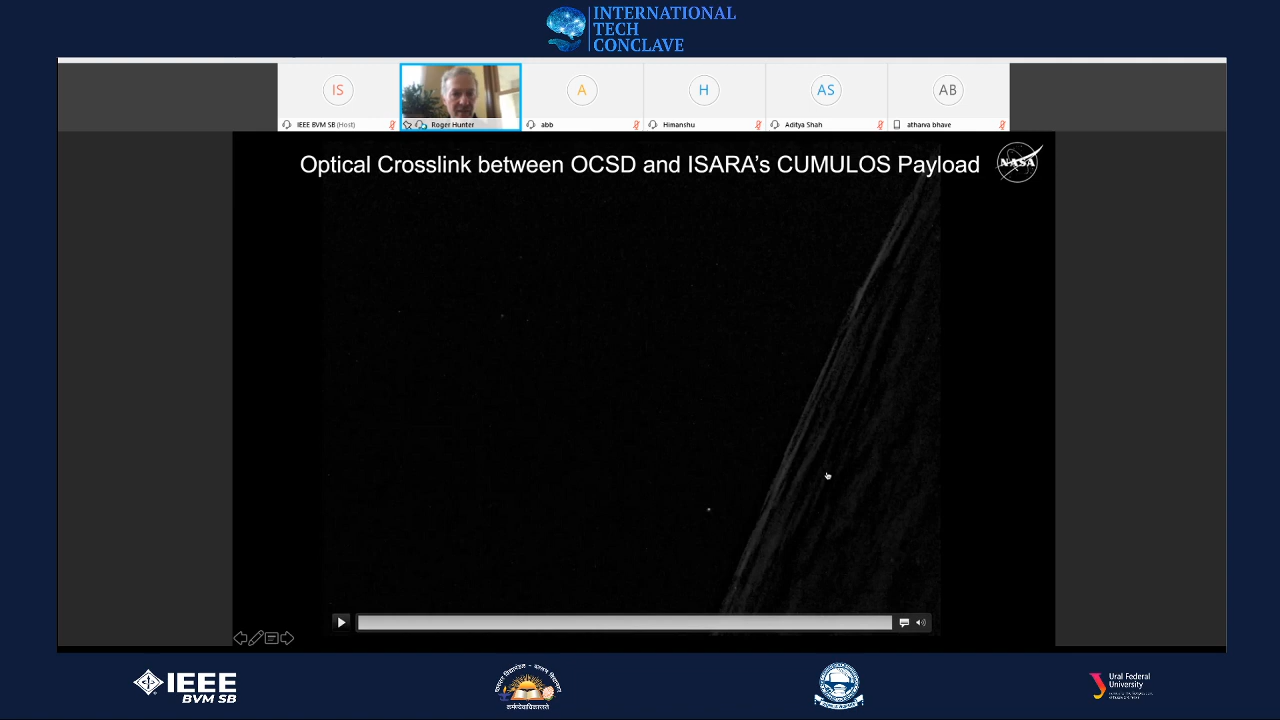 INTERNATIONAL
TECH
CONCLAVE
IS
A
H
AS
AB
IEEE BVM SB (Host)
Roger Hunter
abb
Himanshu
Aditya Shah
atharva bhave
Optical Crosslink between OCSD and ISARA's CUMULOS Payload
NASA
IEEE
BVM SB
Ural Federal
University